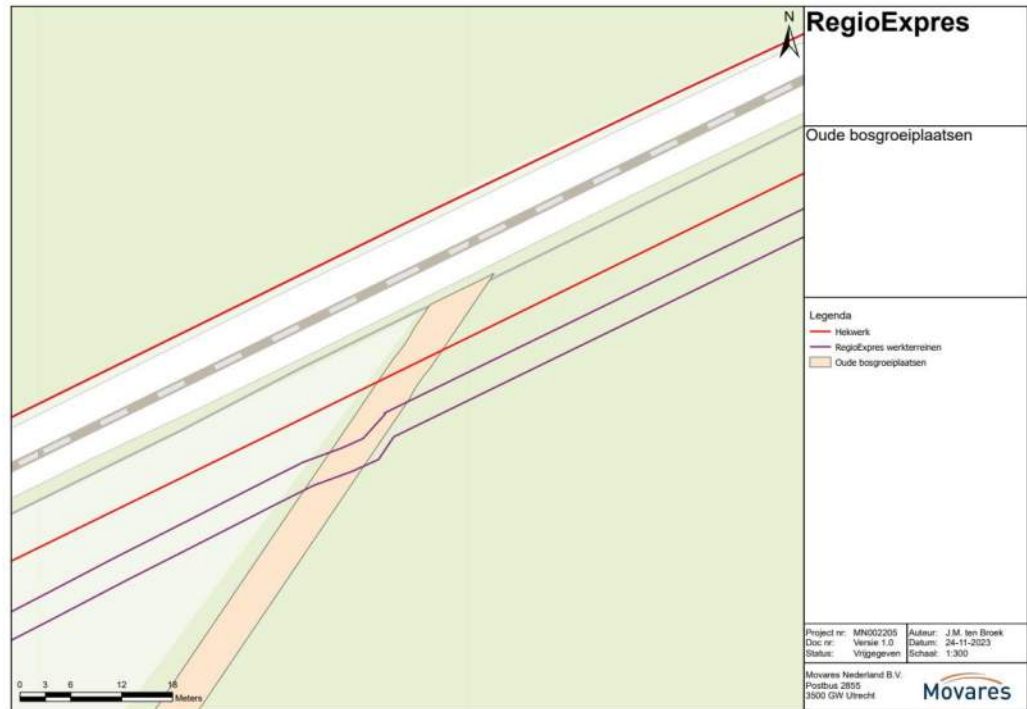 N
RegioExpres
Oude bosgroeiplaatsen
Legenda
Hekwerk
RegioExpres werkterreinen
Oude bosgroeiplaatsen
0 3 6 12 18
Meters
Project nr: MN002205 Auteur: J.M. ten Broek
Doc nr: Versie 1.0 Datum: 24-11-2023
Status: Vrijgegeven Schaal: 1:300
Movares Nederland B.V.
Postbus 2855
3500 GW Utrecht
Movares